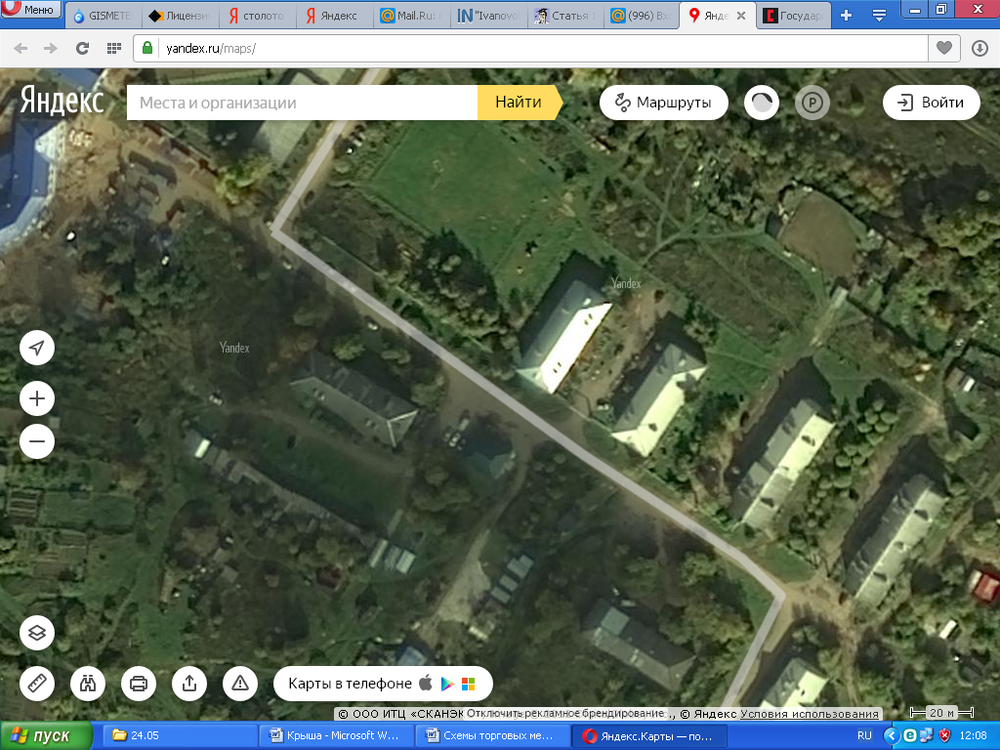 Меню
GISMETE
Лицензи
столото
Яндекс
Mail.Ru:
"Ivanovo
Статья
(996) Вх
Янде
Государ
yandex.ru/maps/
Яндекс
Места и организации
Найти
Маршруты
P
Войти
Yandex
Yandex
Карты в телефоне
© ООО ИТЦ «СКАНЭК
Отключить рекламное брендирование
, © Яндекс Условия использования
20 м
пуск
24.05
Крыша - Microsoft W...
Схемы торговых ме...
Яндекс.Карты — по...
RU
12:08